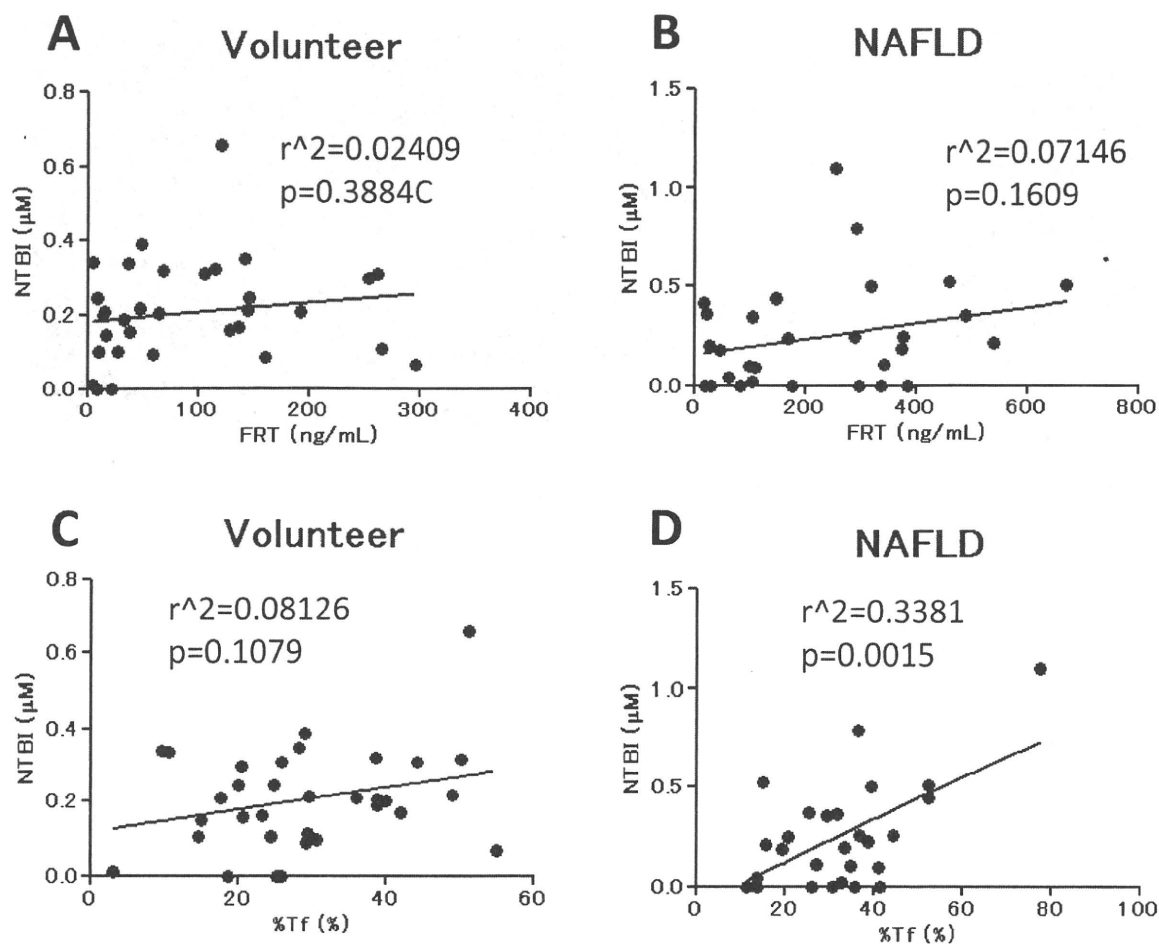 A
Volunteer
0.8
0.6
0.4
0.2
0.0
NTBI (μM)
r^2=0.02409
p=0.3884C
0
100
200
300
400
FRT (ng/mL)
B
NAFLD
1.5
1.0
0.5
0.0
NTBI (μM)
r^2=0.07146
p=0.1609
0
200
400
600
800
FRT (ng/mL)
C
Volunteer
0.8
0.6
0.4
0.2
0.0
NTBI (μM)
r^2=0.08126
p=0.1079
20
40
60
%Tf (%)
D
NAFLD
1.5
1.0
0.5
0.0
NTBI (μM)
r^2=0.3381
p=0.0015
0
20
40
60
80
100
%Tf (%)